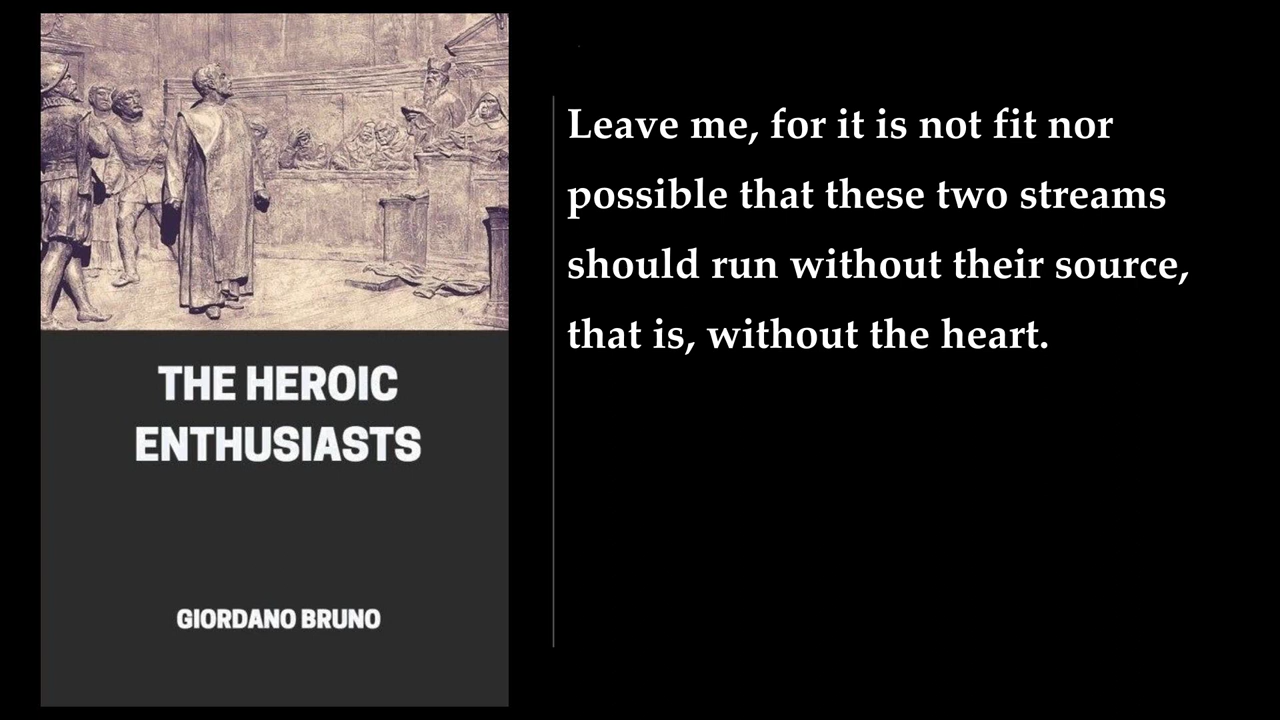 THE HEROIC
ENTHUSIASTS
GIORDANO BRUNO
Leave me, for it is not fit nor
possible that these two streams
should run without their source,
that is, without the heart.